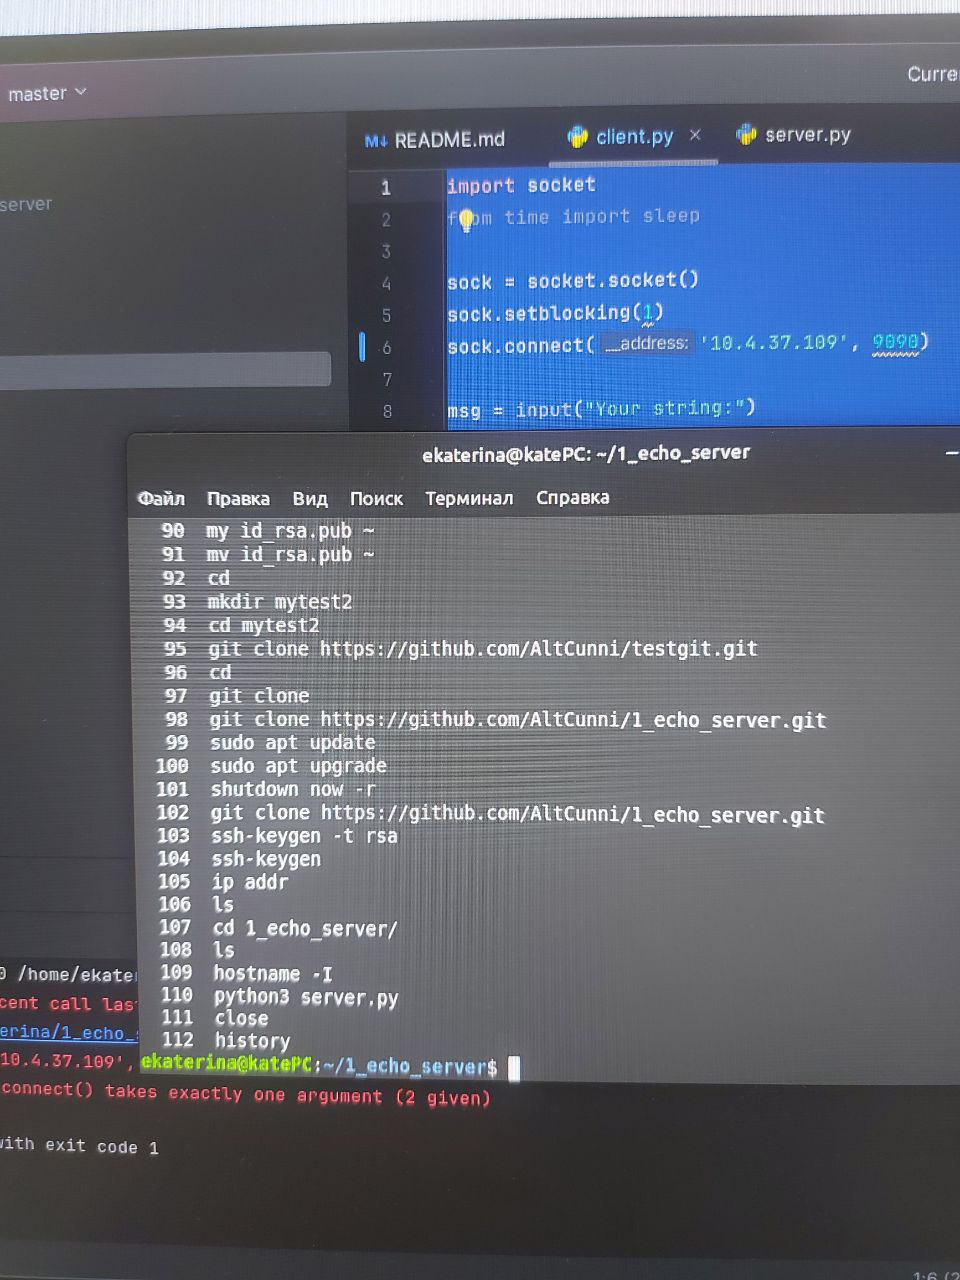 master
Curre
README.md
client.py
server.py
server
1 import socket
2 from time import sleep
3
4 sock = socket.socket()
5 sock.setblocking(1)
6 sock.connect( __address: '10.4.37.109', 9090)
7
8 msg = input("Your string:")
ekaterina@katePC: ~/1_echo_server
Файл Правка Вид Поиск Терминал Справка
90 my id_rsa.pub ~
91 mv id_rsa.pub ~
92 cd
93 mkdir mytest2
94 cd mytest2
95 git clone https://github.com/AltCunni/testgit.git
96 cd
97 git clone
98 git clone https://github.com/AltCunni/1_echo_server.git
99 sudo apt update
100 sudo apt upgrade
101 shutdown now -r
102 git clone https://github.com/AltCunni/1_echo_server.git
103 ssh-keygen -t rsa
104 ssh-keygen
105 ip addr
106 ls
107 cd 1_echo_server/
108 ls
109 hostname -I
110 python3 server.py
111 close
112 history
ekaterina@katePC:~/1_echo_server$
/home/ekate
cent call las
erina/1_echo_
10.4.37.109',
connect() takes exactly one argument (2 given)
with exit code 1